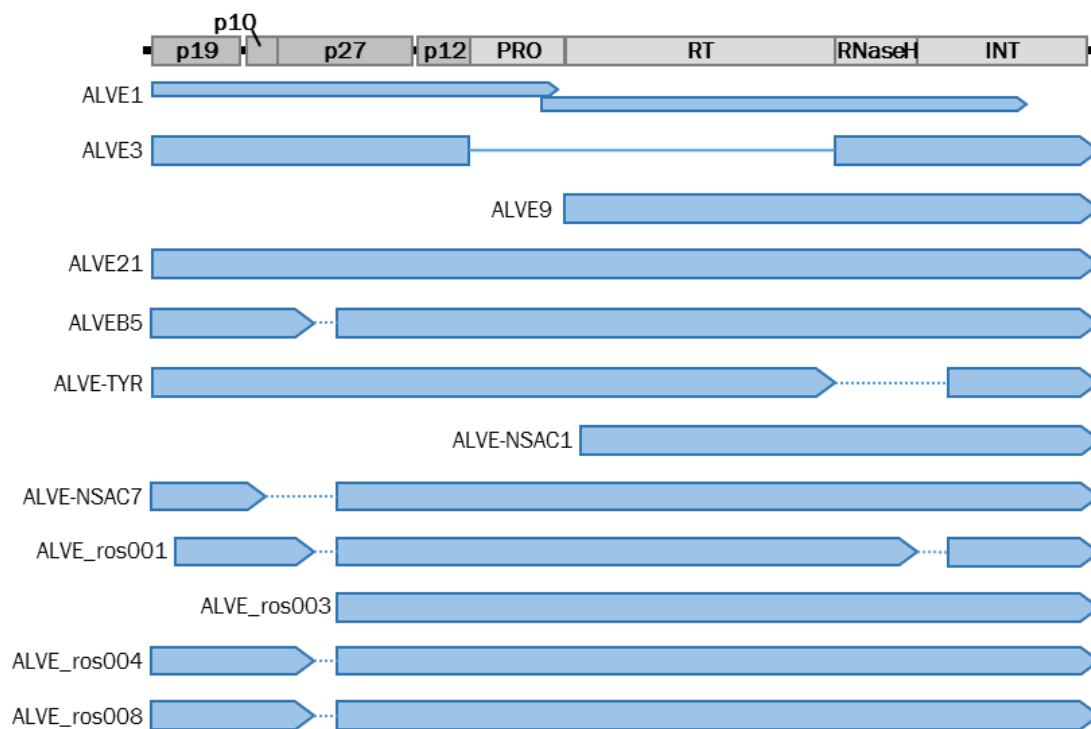 p10
p19 p27 p12 PRO RT RNaseH INT
ALVE1
ALVE3
ALVE9
ALVE21
ALVEB5
ALVE-TYR
ALVE-NSAC1
ALVE-NSAC7
ALVE_ros001
ALVE_ros003
ALVE_ros004
ALVE_ros008